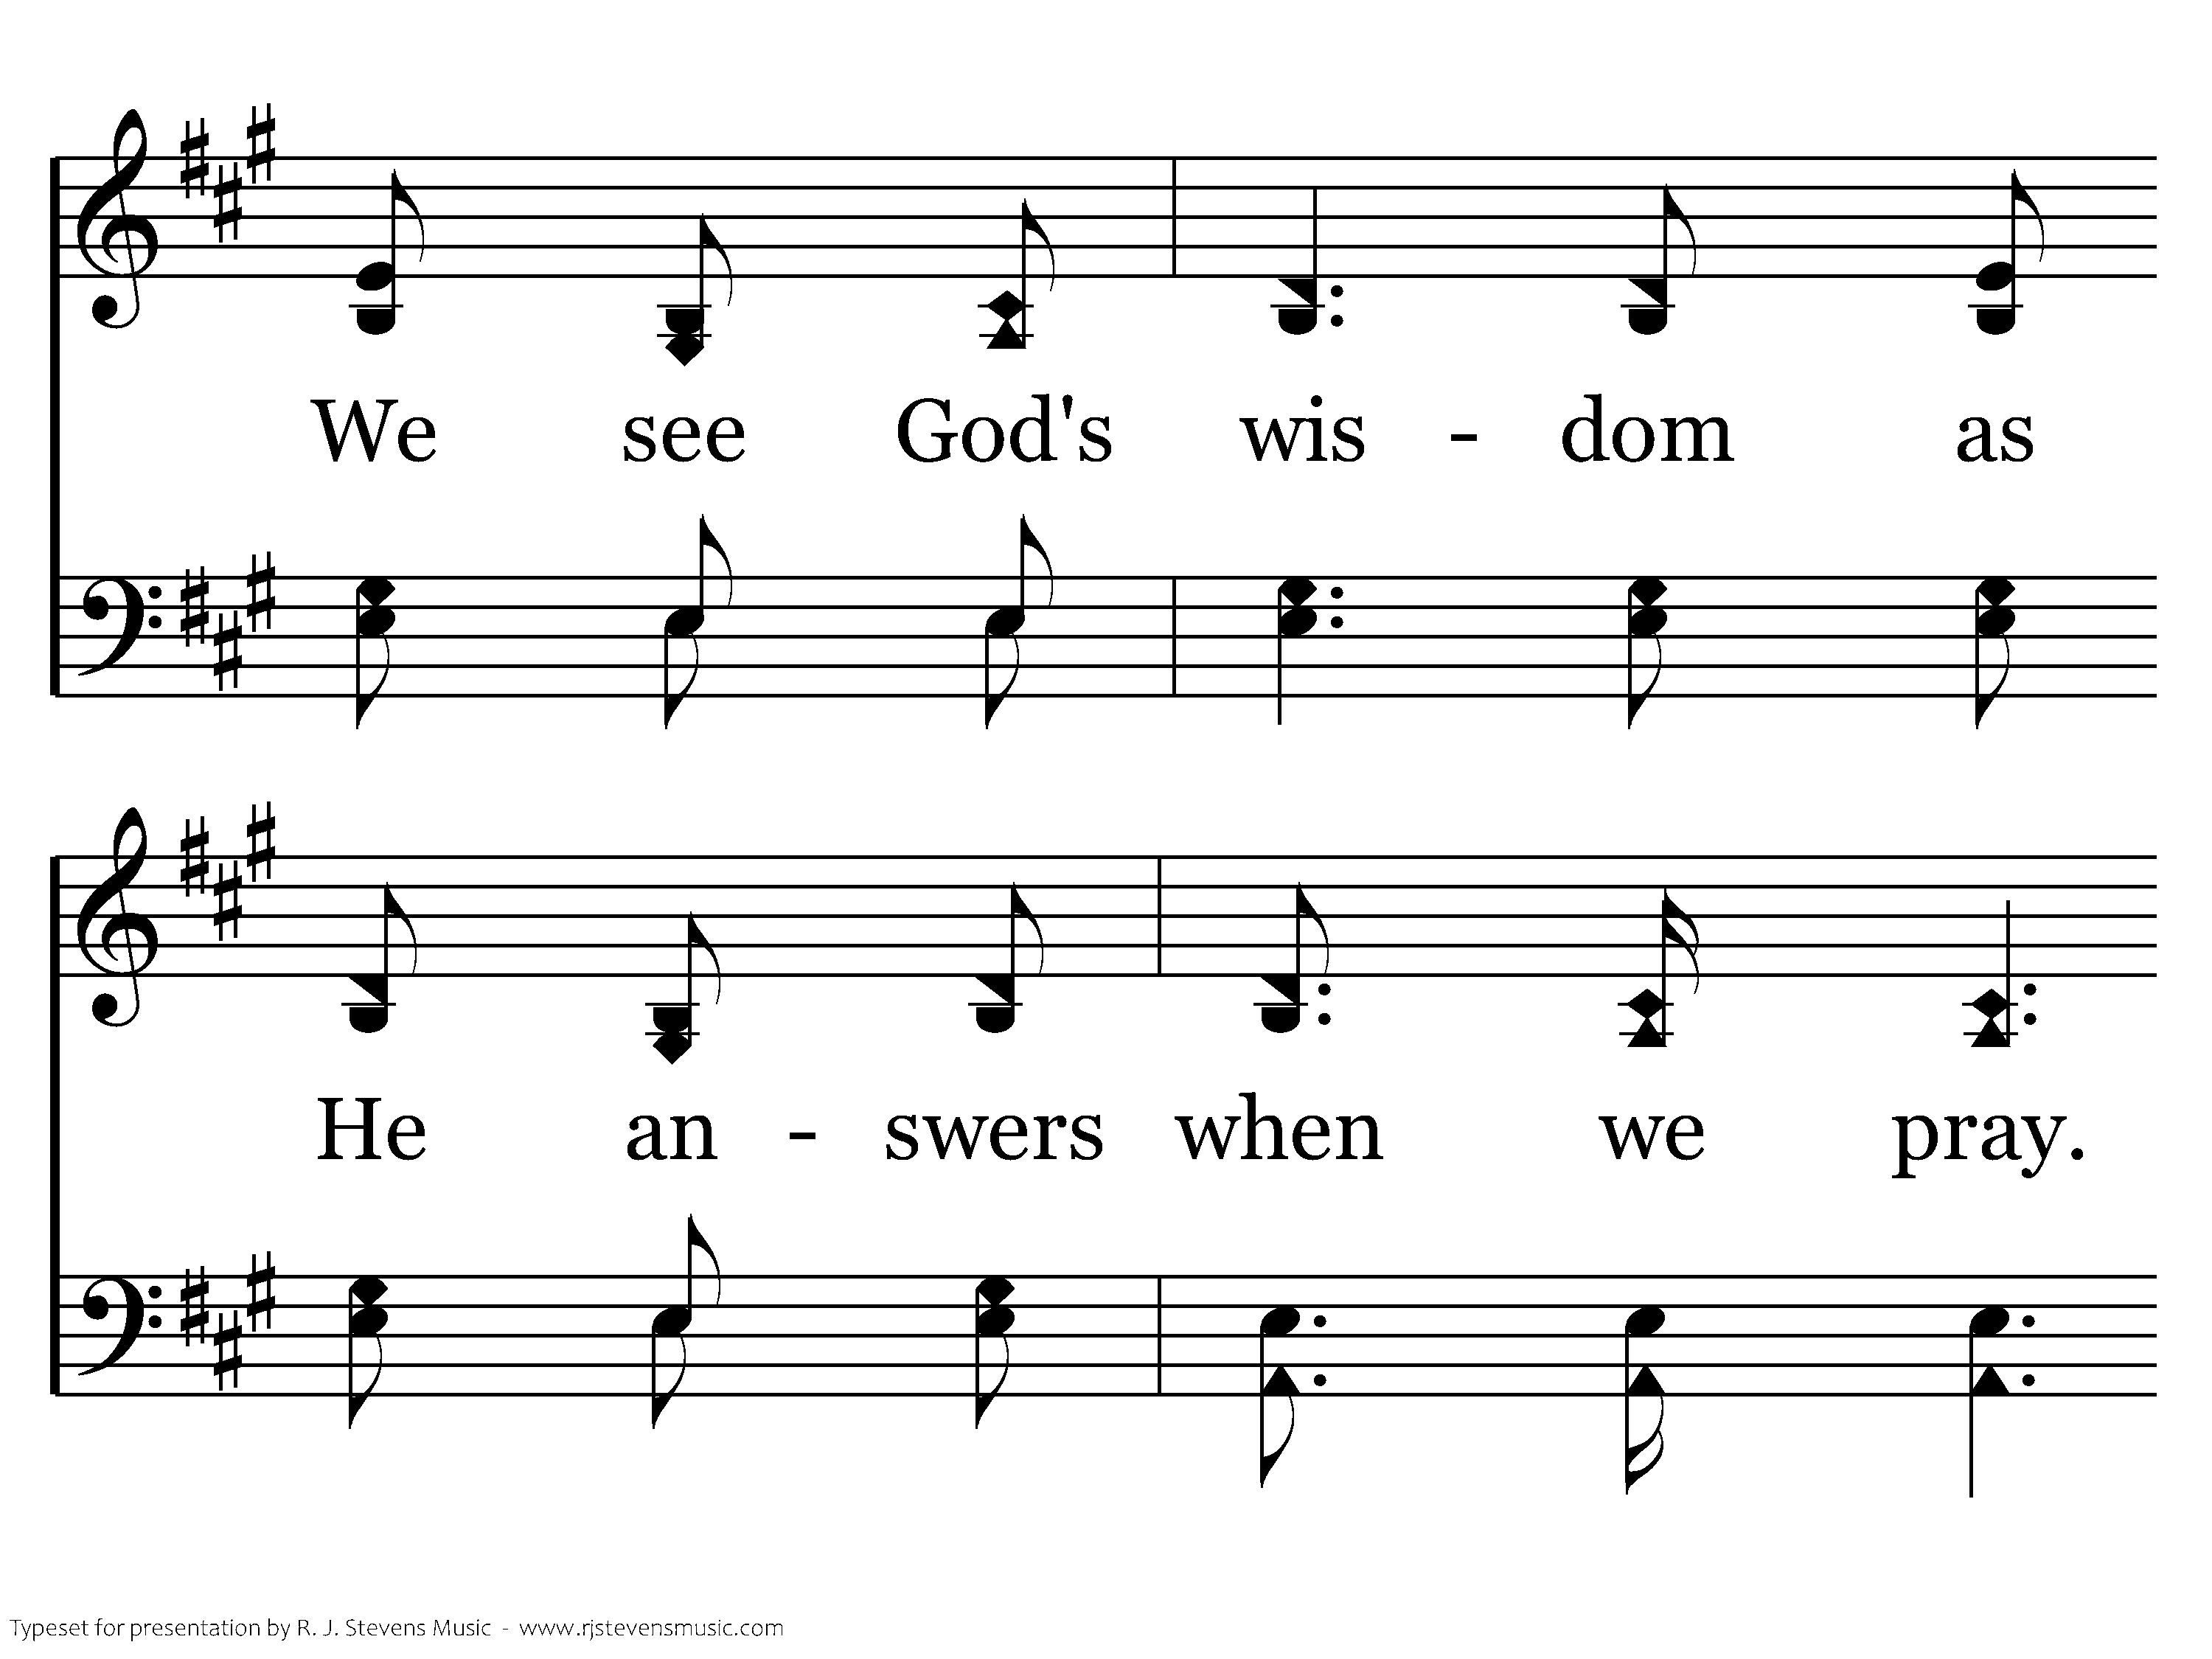 We see God's wis - dom as
He an - swers when we pray.
Typeset for presentation by R. J. Stevens Music - www.rjstevensmusic.com